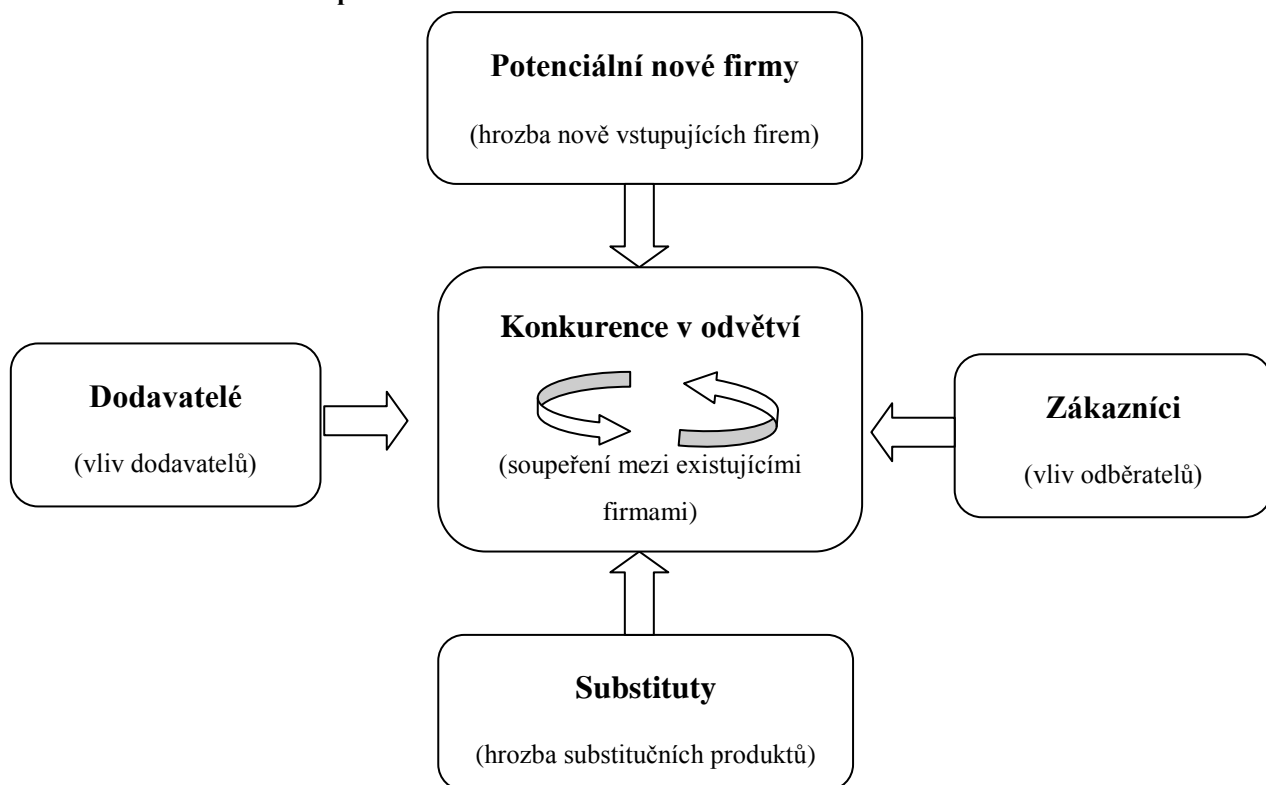 Potenciální nové firmy
(hrozba nově vstupujících firem)
Konkurence v odvětví
(soupeření mezi existujícími
firmami)
Dodavatelé
(vliv dodavatelů)
Zákazníci
(vliv odběratelů)
Substituty
(hrozba substitučních produktů)